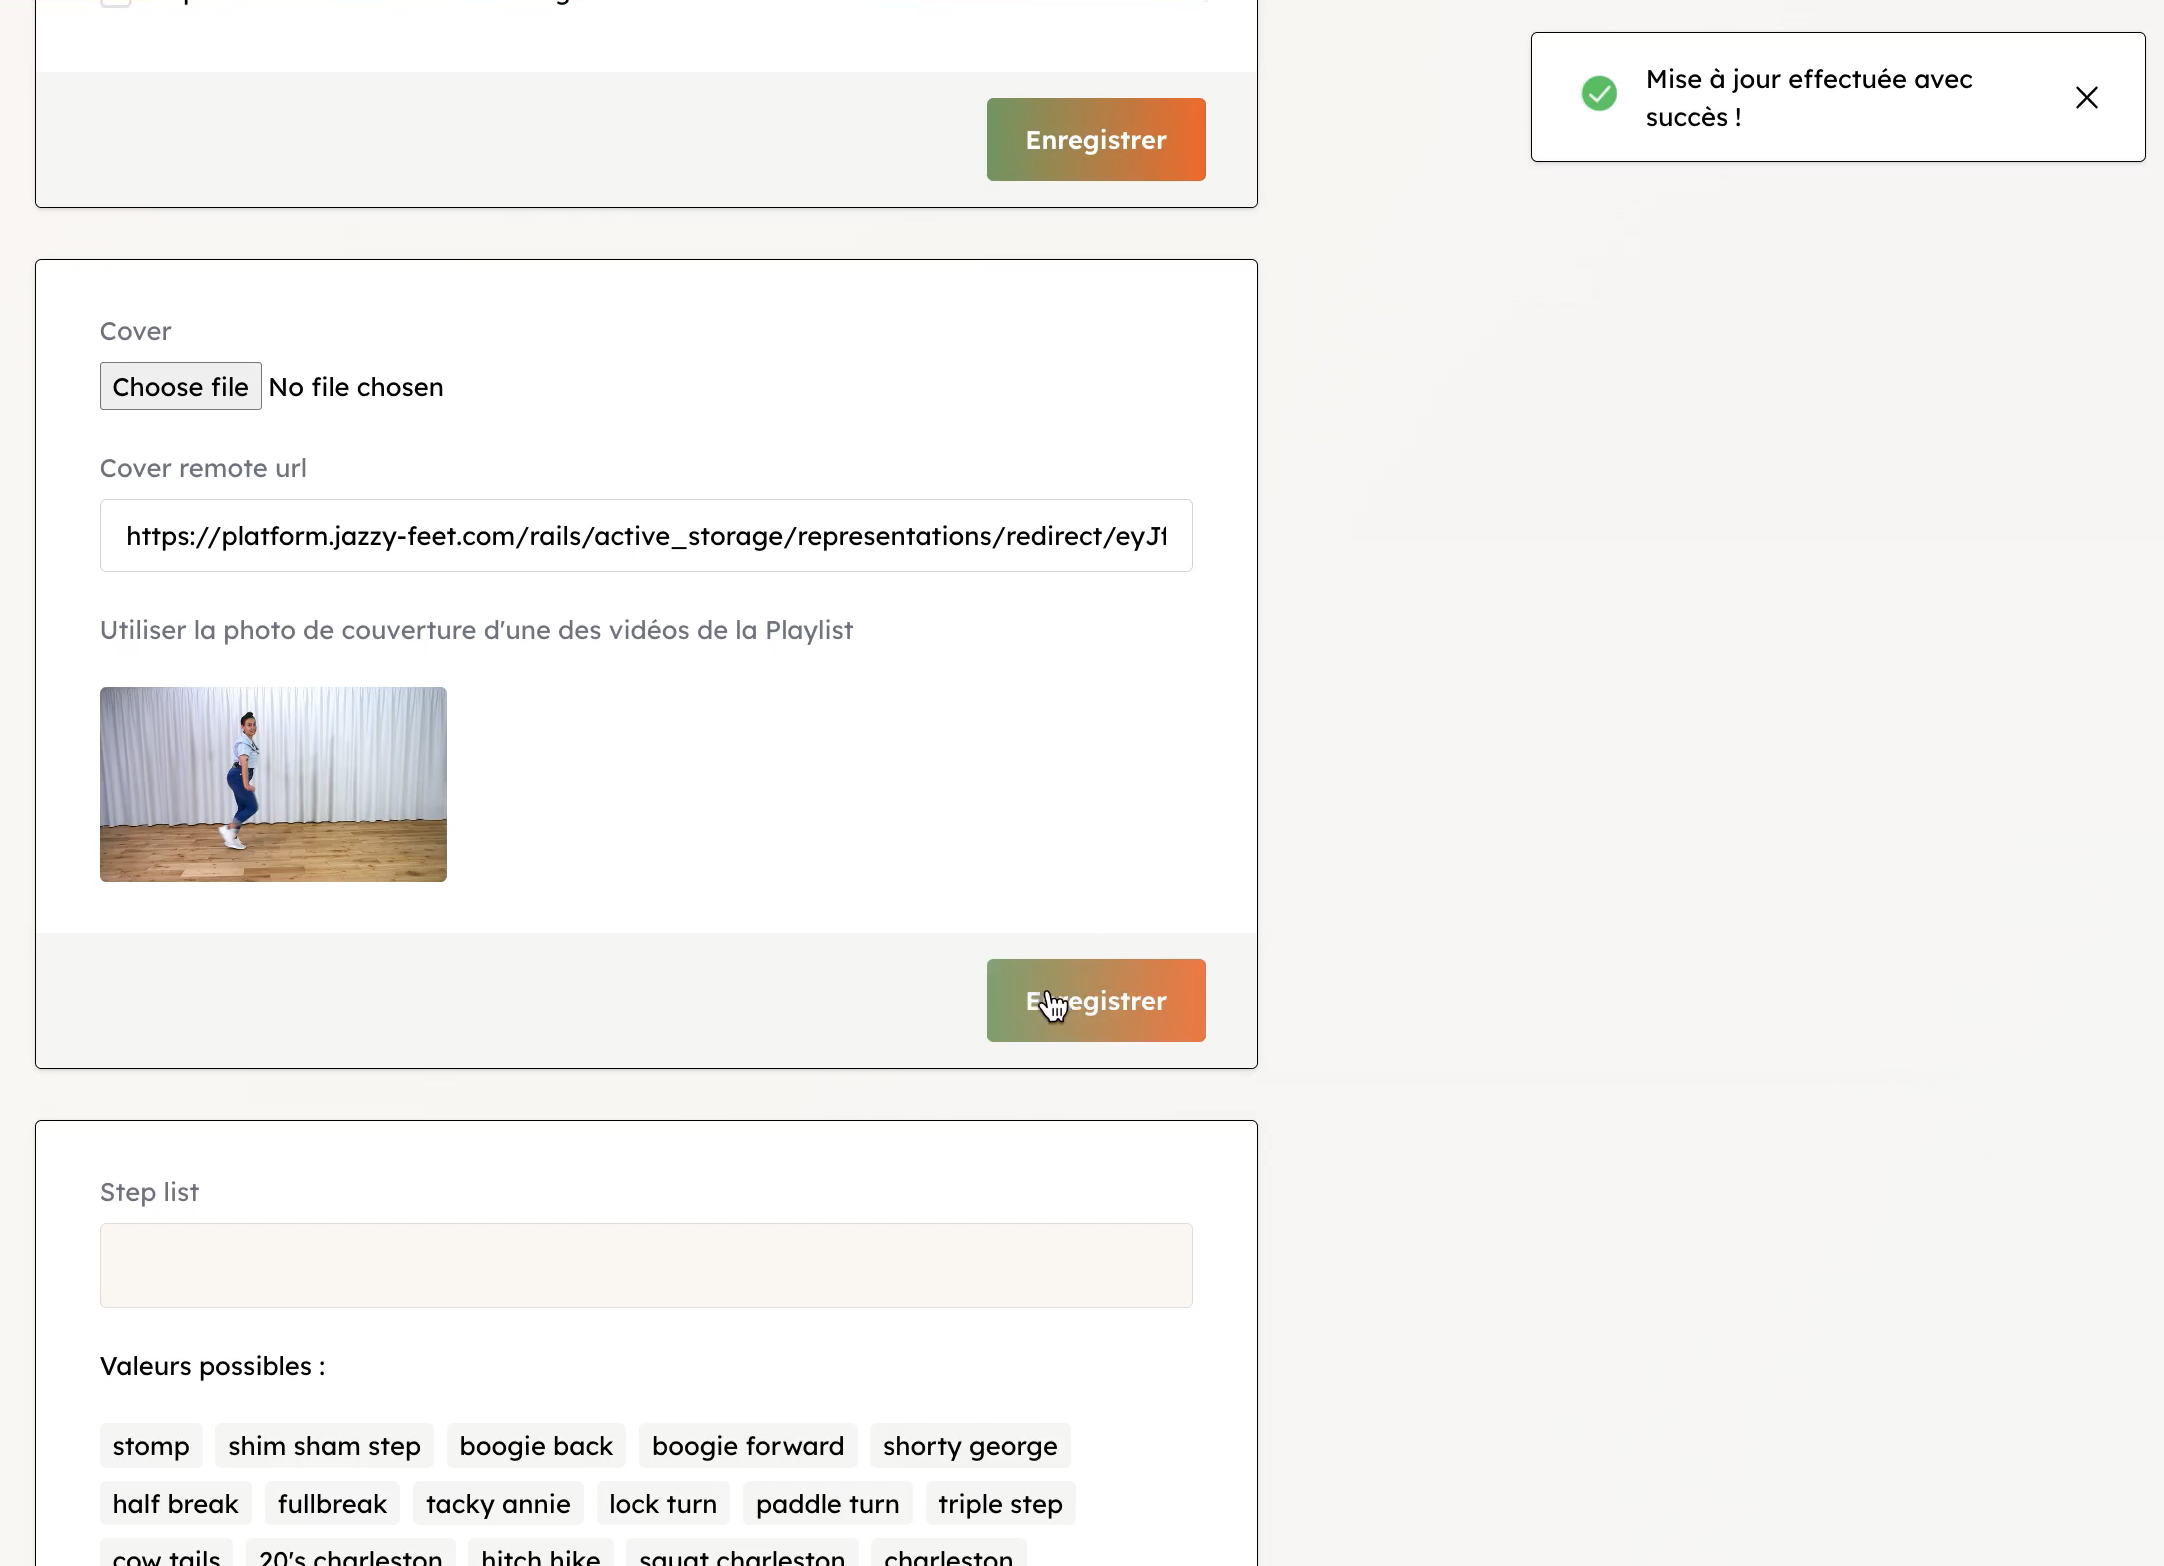 Mise à jour effectuée avec
succès !
Enregistrer
Cover
Choose file No file chosen
Cover remote url
https://platform.jazzy-feet.com/rails/active_storage/representations/redirect/eyJf
Utiliser la photo de couverture d'une des vidéos de la Playlist
Enregistrer
Step list
Valeurs possibles :
stomp shim sham step boogie back boogie forward shorty george
half break fullbreak tacky annie lock turn paddle turn triple step
cow tails 20's charleston hitch hike squat charleston charleston